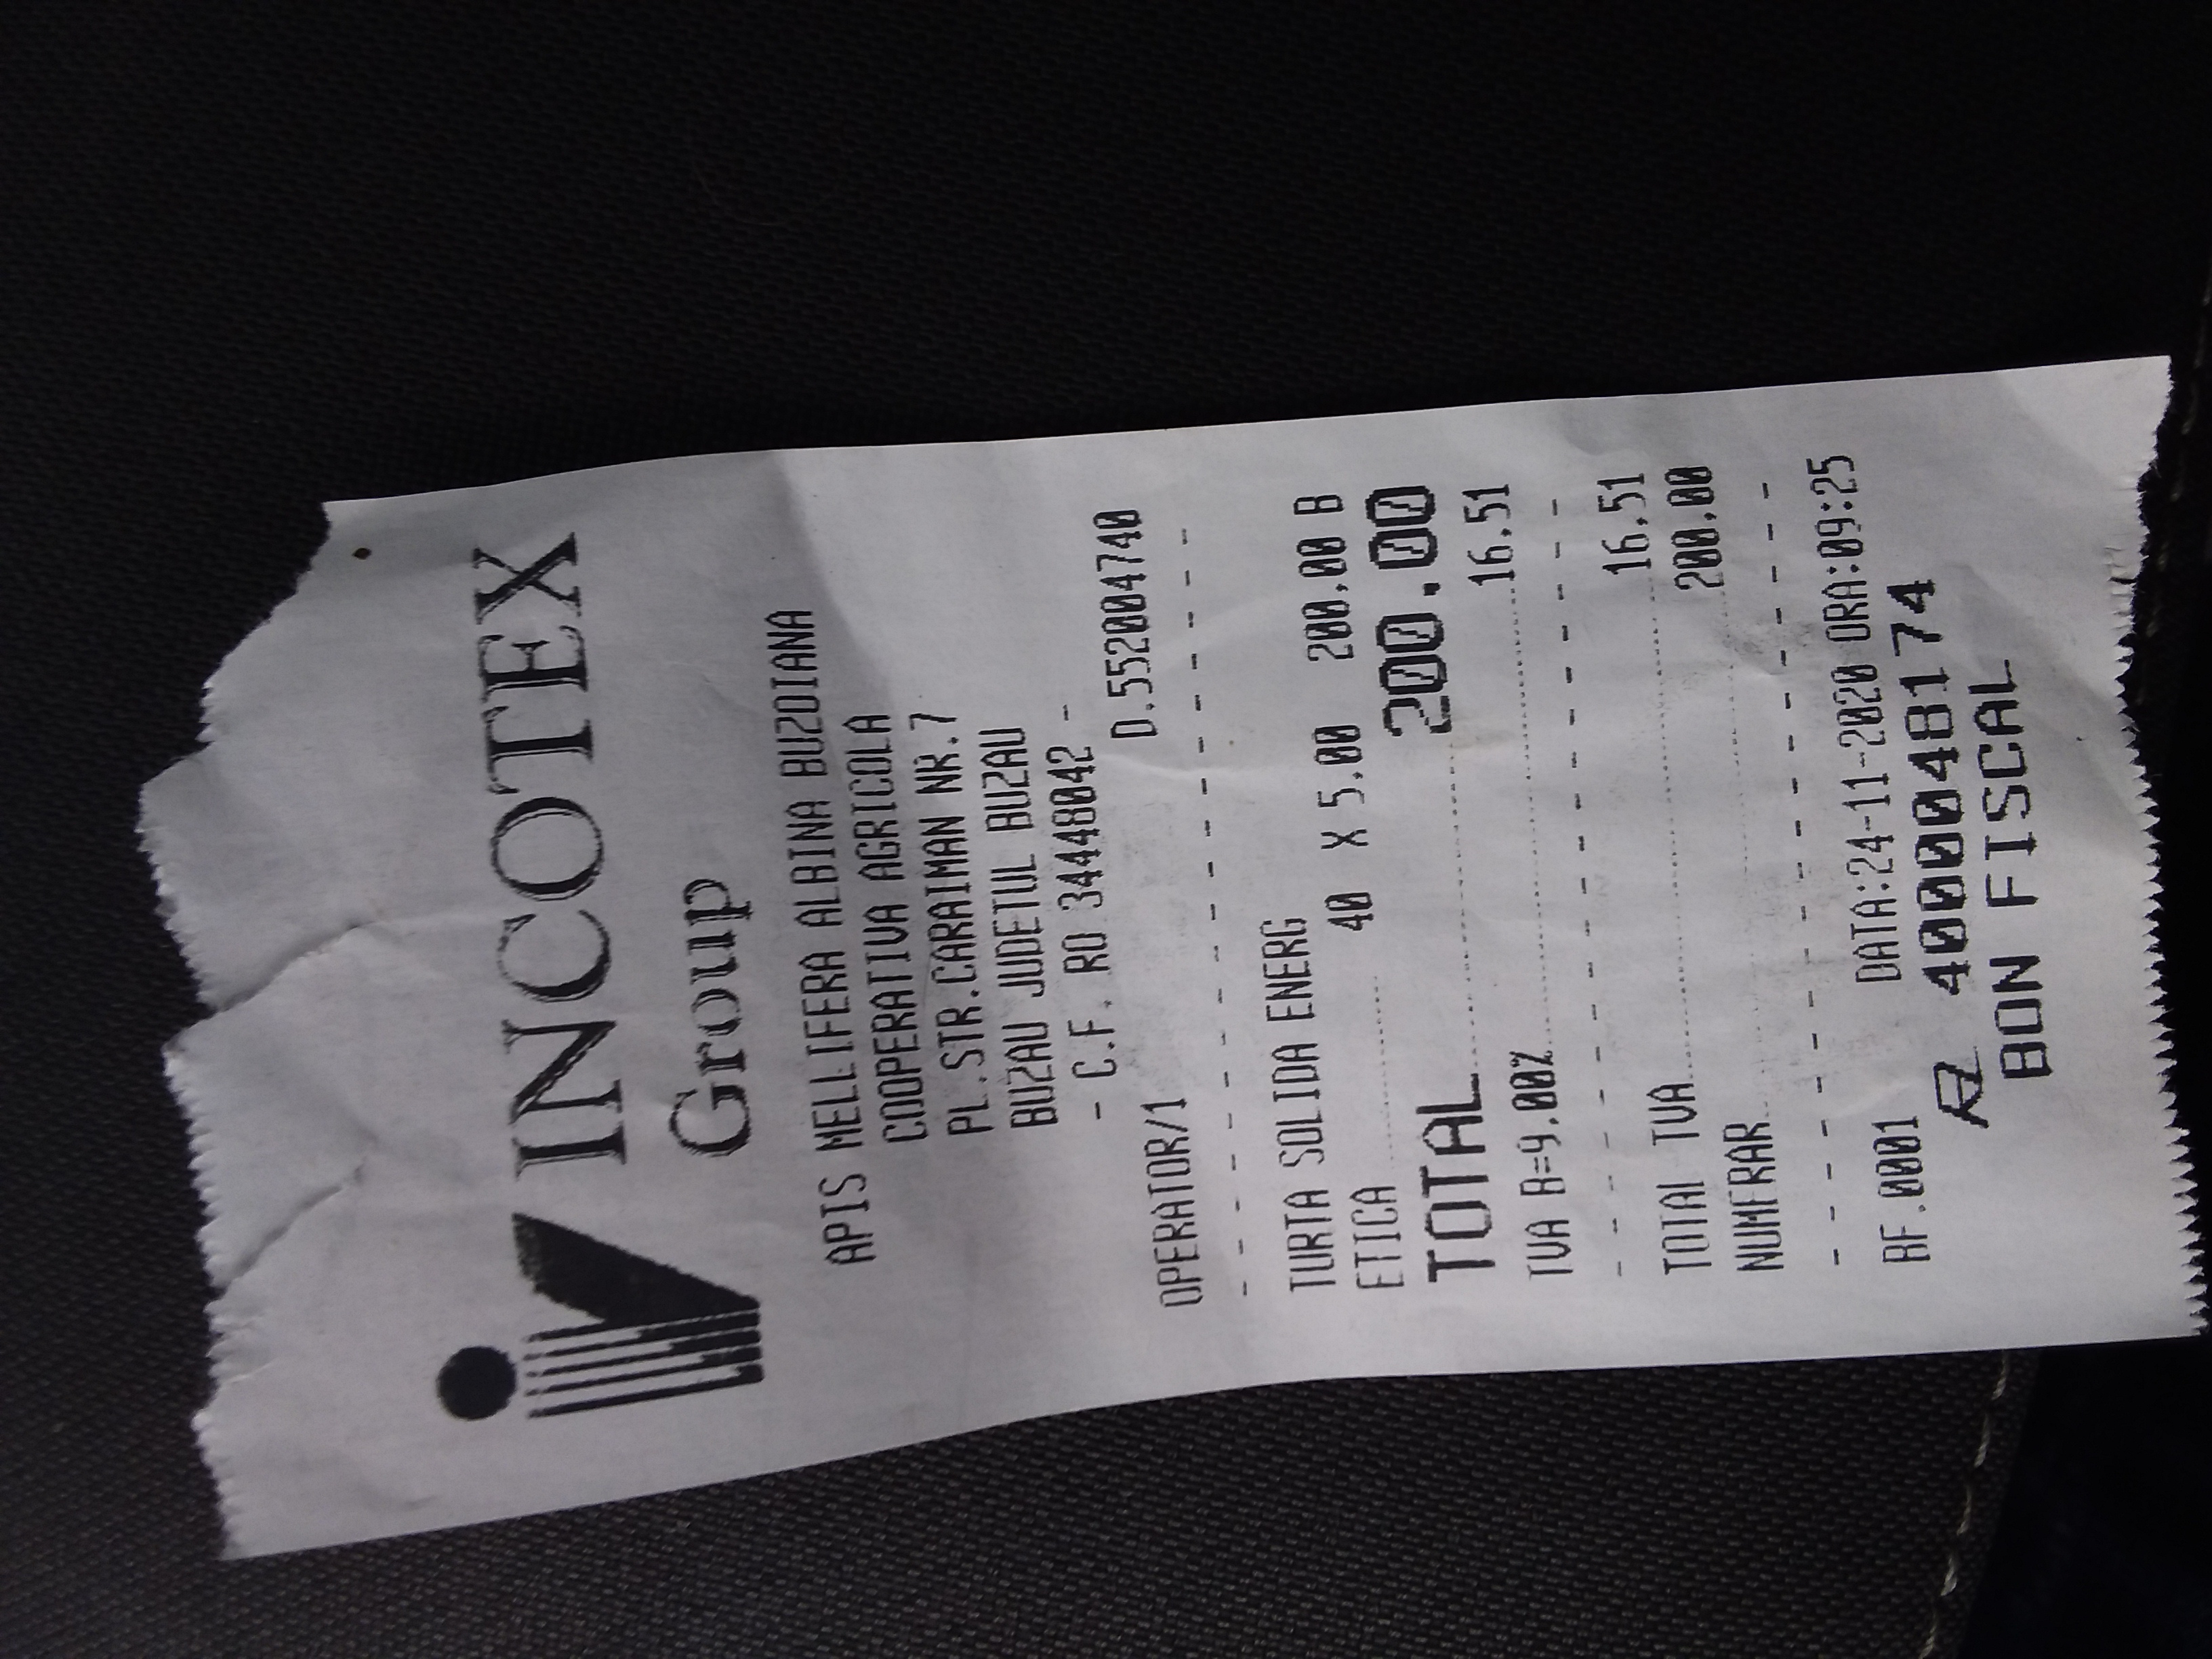 INCOTEX
Group
APIS MELLIFERA ALBINA BUZOIANA
COOPERATIVA AGRICOLA
PL.STR.CARAIMAN NR.7
BUZAU JUDETUL BUZAU
- C.F. RO 34448042 -
OPERATOR/1 D.5520047​40
TURTA SOLIDA ENERG
ETICA 40 X 5.00 200.00 B
TOTAL 200.00
TVA B=9.00% 16.51
TOTAL TVA 16.51
NUMERAR 200.00
BF.0001 DATA:24-11-2020 ORA:09:25
4000048174
BON FISCAL